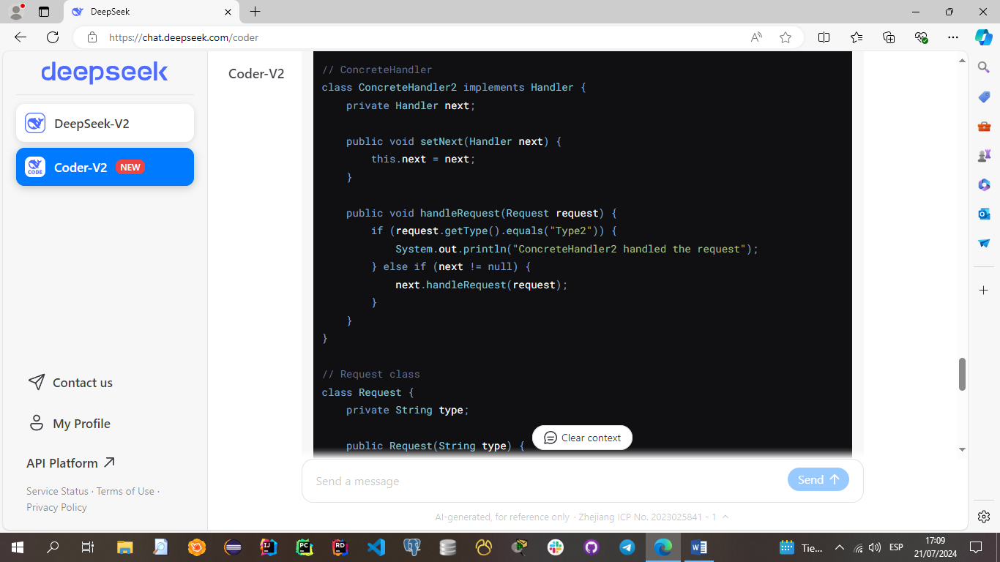 DeepSeek
https://chat.deepseek.com/coder
deepseek
DeepSeek-V2
CODE
Coder-V2 NEW
Contact us
My Profile
API Platform
Service Status · Terms of Use ·
Privacy Policy
Coder-V2
// ConcreteHandler
class ConcreteHandler2 implements Handler {
    private Handler next;
    public void setNext(Handler next) {
        this.next = next;
    }
    public void handleRequest(Request request) {
        if (request.getType().equals("Type2")) {
            System.out.println("ConcreteHandler2 handled the request");
        } else if (next != null) {
            next.handleRequest(request);
        }
    }
}
// Request class
class Request {
    private String type;
    public Request(String type) {
Clear context
Send a message
Send
AI-generated, for reference only · Zhejiang ICP No. 2023025841 - 1
IJ
PC
RD
W
Tie...
ESP
17:09
21/07/2024